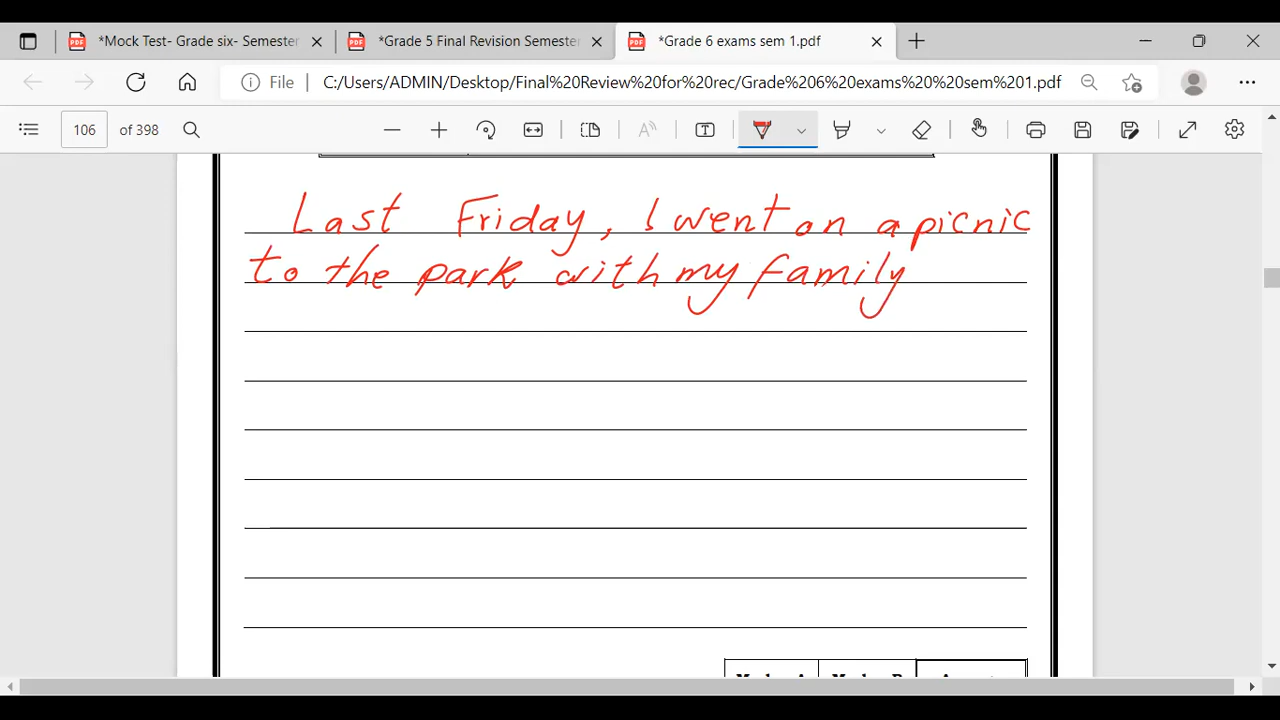 *Mock Test- Grade six- Semester
*Grade 5 Final Revision Semester
*Grade 6 exams sem 1.pdf
File
C:/Users/ADMIN/Desktop/Final%20Review%20for%20rec/Grade%206%20exams%20%20sem%201.pdf
106 of 398
Last Friday, I went on a picnic
to the park with my family